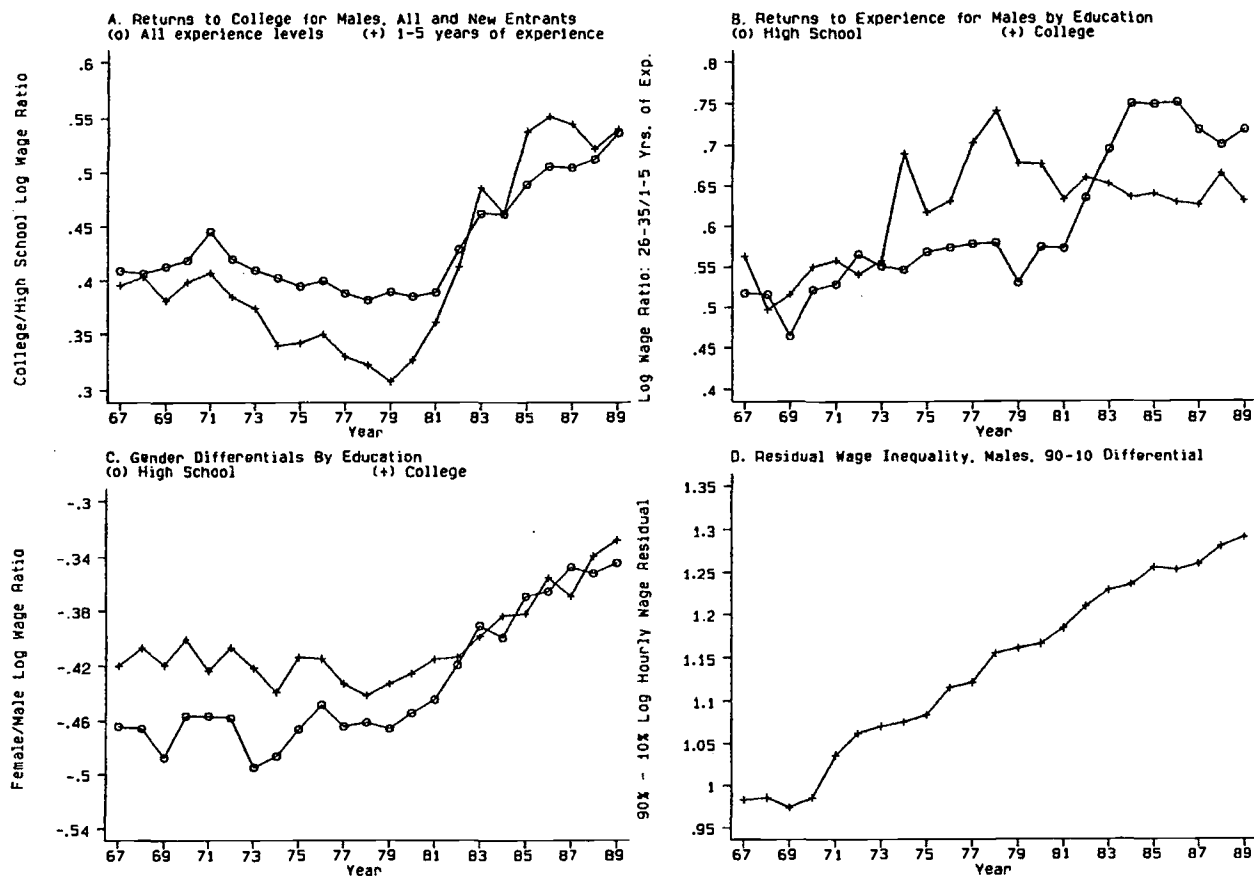 A. Returns to College for Males, All and New Entrants
(o) All experience levels (+) 1-5 years of experience
College/High School Log Wage Ratio
.6
.55
.5
.45
.4
.35
.3
67 69 71 73 75 77 79 81 83 85 87 89
Year
B. Returns to Experience for Males by Education
(o) High School (+) College
Log Wage Ratio: 26-35/1-5 Yrs. of Exp.
.8
.75
.7
.65
.6
.55
.5
.45
.4
67 69 71 73 75 77 79 81 83 85 87 89
Year
C. Gender Differentials By Education
(o) High School (+) College
Female/Male Log Wage Ratio
-.3
-.34
-.38
-.42
-.46
-.5
-.54
67 69 71 73 75 77 79 81 83 85 87 89
Year
D. Residual Wage Inequality, Males, 90-10 Differential
90% - 10% Log Hourly Wage Residual
1.35
1.3
1.25
1.2
1.15
1.1
1.05
1
.95
67 69 71 73 75 77 79 81 83 85 87 89
Year